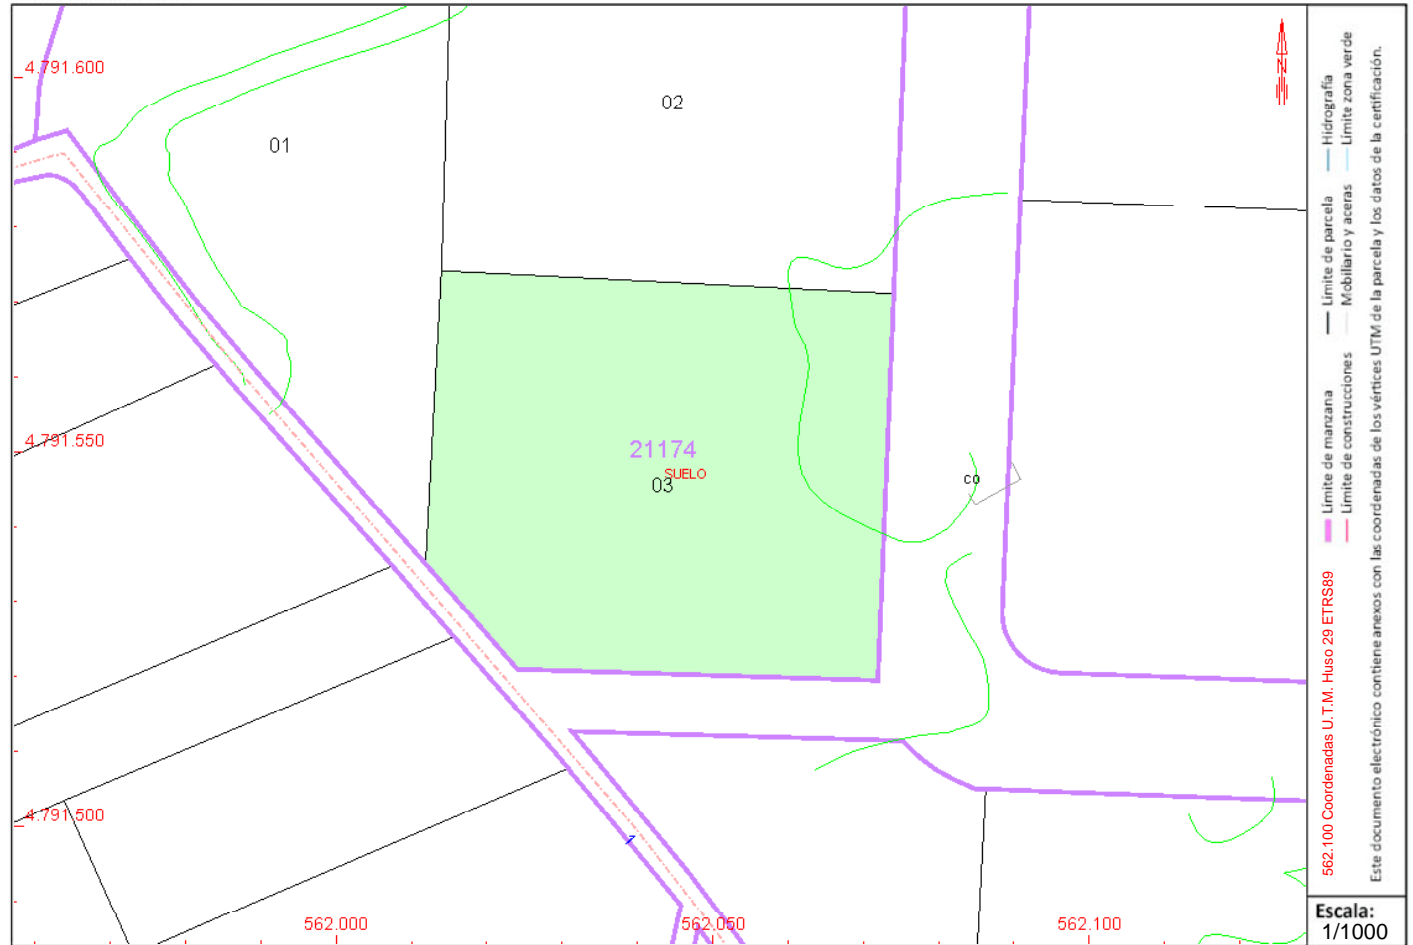 4.791.600
01
02
4.791.550
21174
SUELO
03
co
4.791.500
1
562.000
562.050
562.100
562.100 Coordenadas U.T.M. Huso 29 ETRS89
Límite de manzana
Límite de parcela
Hidrografía
Límite de construcciones
Mobiliario y aceras
Límite zona verde
Este documento electrónico contiene anexos con las coordenadas de los vértices UTM de la parcela y los datos de la certificación.
N
Escala:
1/1000